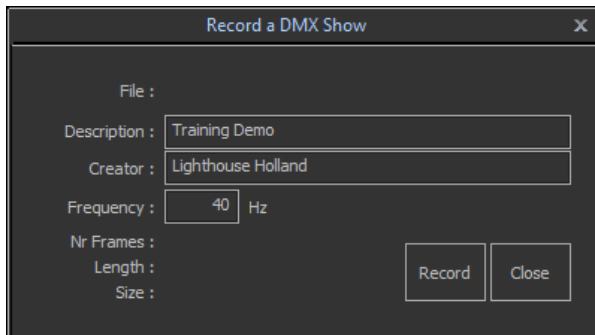 Record a DMX Show X
File :
Description : Training Demo
Creator : Lighthouse Holland
Frequency : 40 Hz
Nr Frames :
Length :
Size :
Record Close